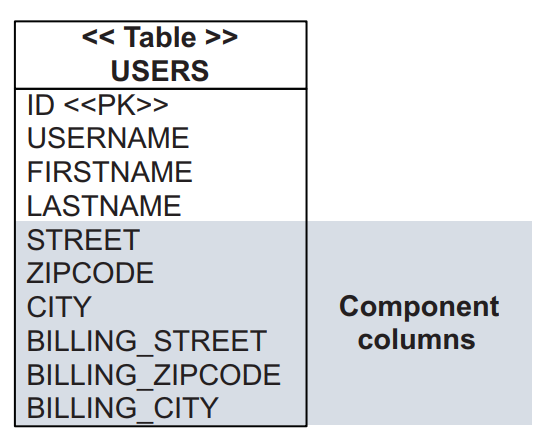 << Table >>
USERS
ID <<PK>>
USERNAME
FIRSTNAME
LASTNAME
STREET
ZIPCODE
CITY
BILLING_STREET
BILLING_ZIPCODE
BILLING_CITY
Component
columns